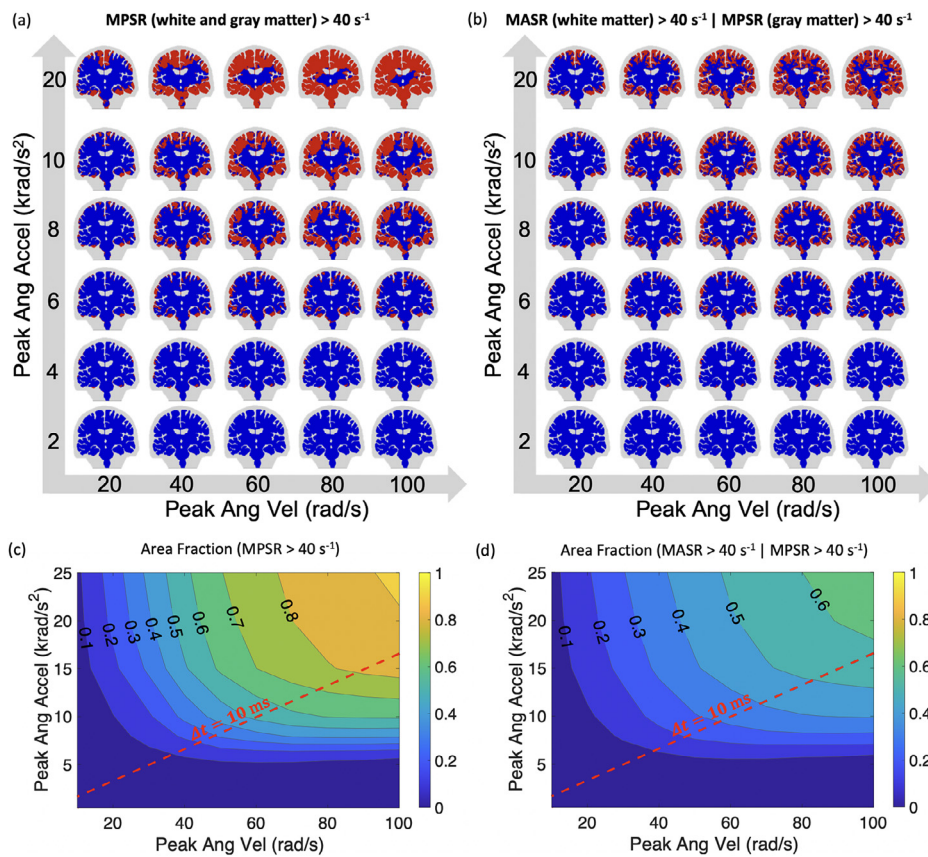 (a) MPSR (white and gray matter) > 40 s⁻¹
Peak Ang Accel (krad/s²)
20
10
8
6
4
2
20 40 60 80 100
Peak Ang Vel (rad/s)
(b) MASR (white matter) > 40 s⁻¹ | MPSR (gray matter) > 40 s⁻¹
Peak Ang Accel (krad/s²)
20
10
8
6
4
2
20 40 60 80 100
Peak Ang Vel (rad/s)
(c) Area Fraction (MPSR > 40 s⁻¹)
Peak Ang Accel (krad/s²)
25
20
15
10
5
0.1 0.2 0.3 0.4 0.5 0.6 0.7 0.8
Δt = 10 ms
20 40 60 80 100
Peak Ang Vel (rad/s)
1
0.8
0.6
0.4
0.2
0
(d) Area Fraction (MASR > 40 s⁻¹ | MPSR > 40 s⁻¹)
Peak Ang Accel (krad/s²)
25
20
15
10
5
0.1 0.2 0.3 0.4 0.5 0.6
Δt = 10 ms
20 40 60 80 100
Peak Ang Vel (rad/s)
1
0.8
0.6
0.4
0.2
0